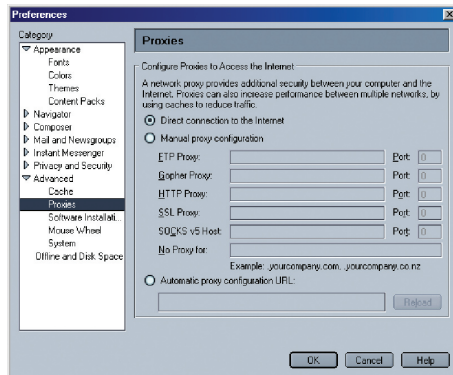 Preferences
Category
Appearance
Fonts
Colors
Themes
Content Packs
Navigator
Composer
Mail and Newsgroups
Instant Messenger
Privacy and Security
Advanced
Cache
Proxies
Software Installati...
Mouse Wheel
System
Offline and Disk Space
Proxies
Configure Proxies to Access the Internet
A network proxy provides additional security between your computer and the
Internet. Proxies can also increase performance between multiple networks, by
using caches to reduce traffic.
Direct connection to the Internet
Manual proxy configuration
FTP Proxy: Port: 0
Gopher Proxy: Port: 0
HTTP Proxy: Port: 0
SSL Proxy: Port: 0
SOCKS v5 Host: Port: 0
No Proxy for:
Example: .yourcompany.com, .yourcompany.co.nz
Automatic proxy configuration URL:
Reload
OK Cancel Help